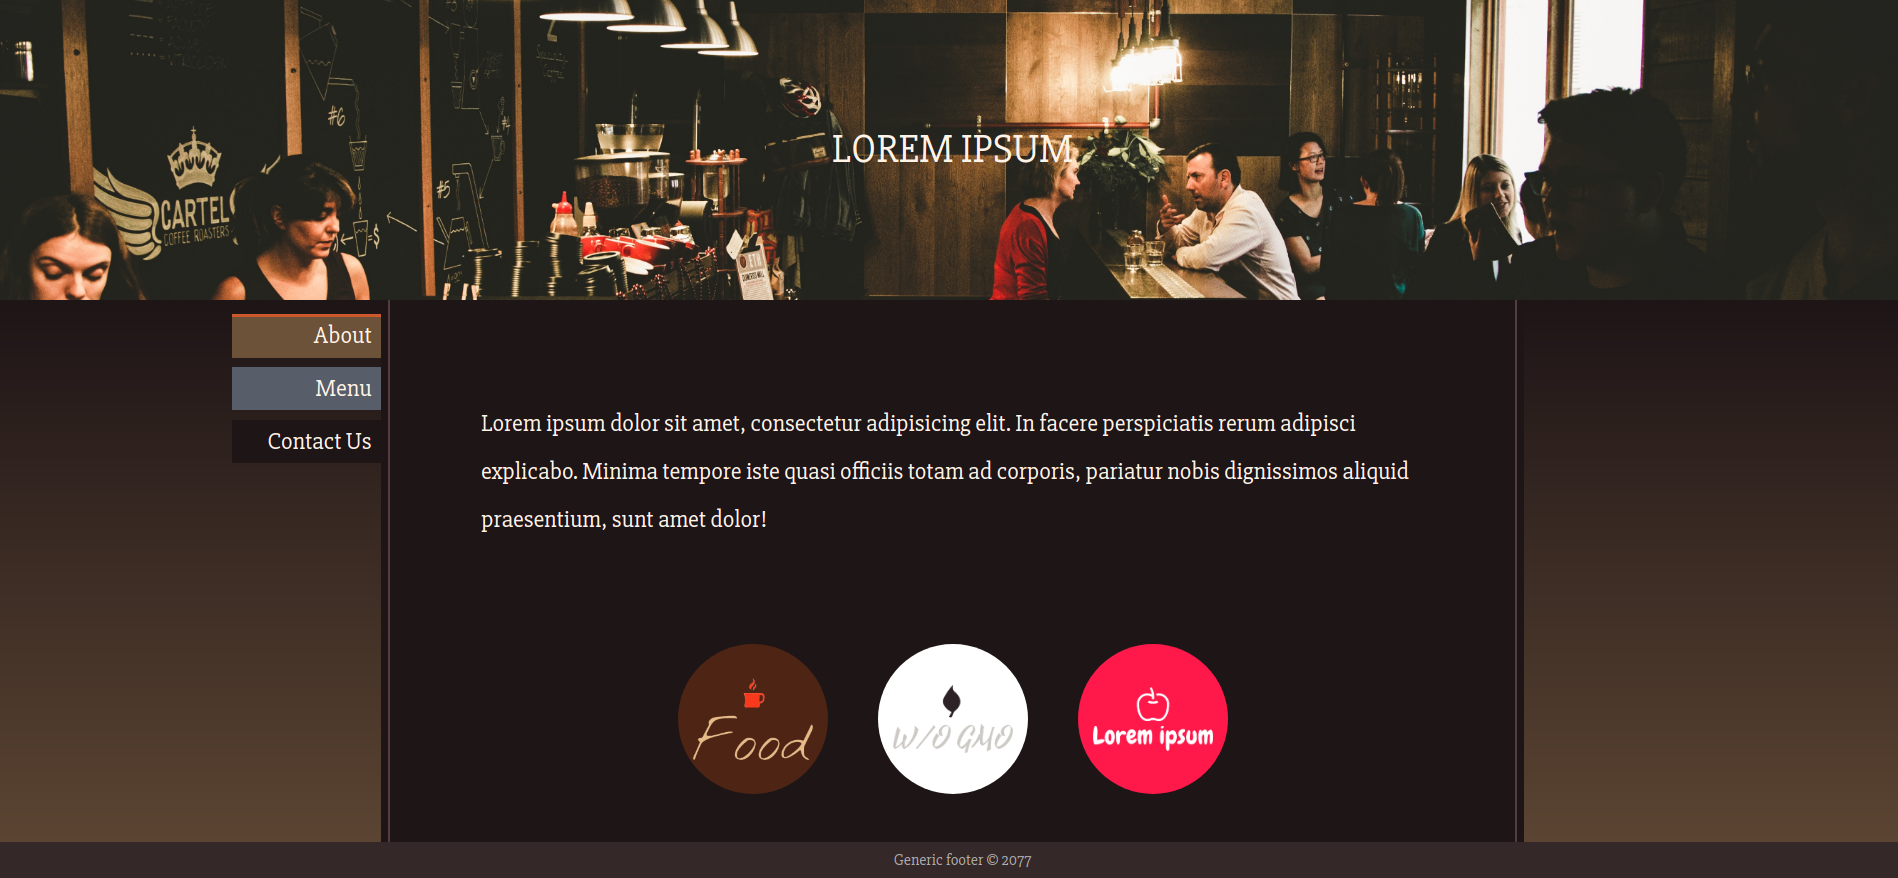 #6
LOREM IPSUM
#5
CARTEL
COFFEE ROASTERS
=$
About
Menu
Contact Us
Lorem ipsum dolor sit amet, consectetur adipisicing elit. In facere perspiciatis rerum adipisci
explicabo. Minima tempore iste quasi officiis totam ad corporis, pariatur nobis dignissimos aliquid
praesentium, sunt amet dolor!
Food
W/O GMO
Lorem ipsum
Generic footer © 2077